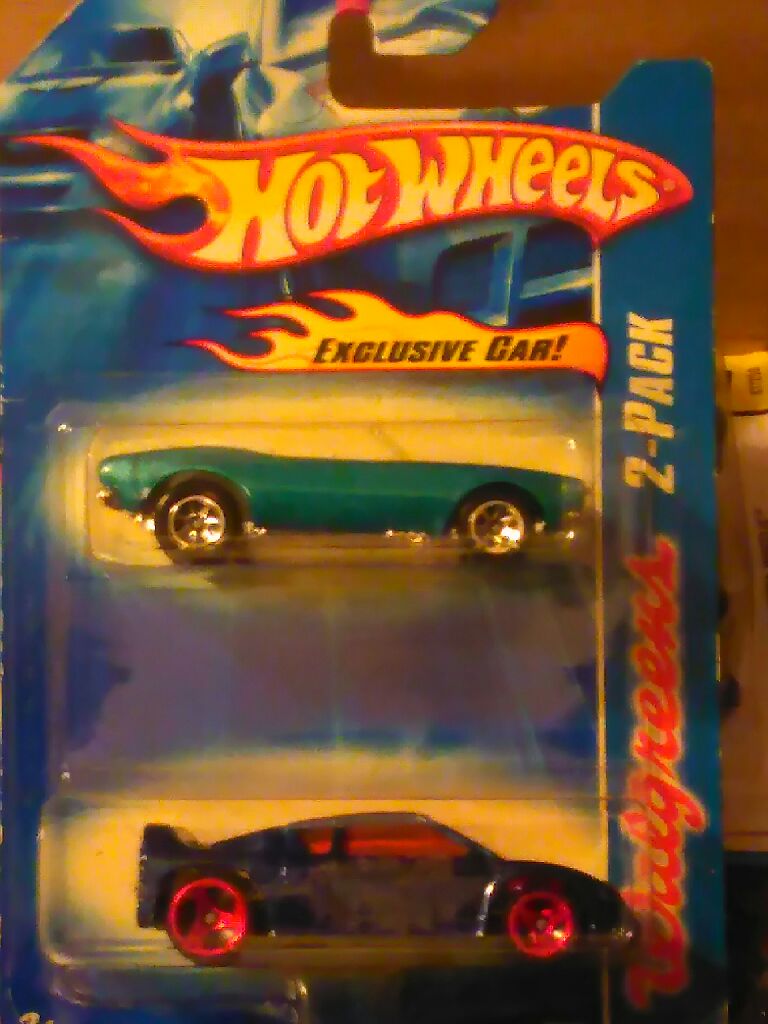 HOT WHEELS
EXCLUSIVE CAR!
2-PACK
Walgreens